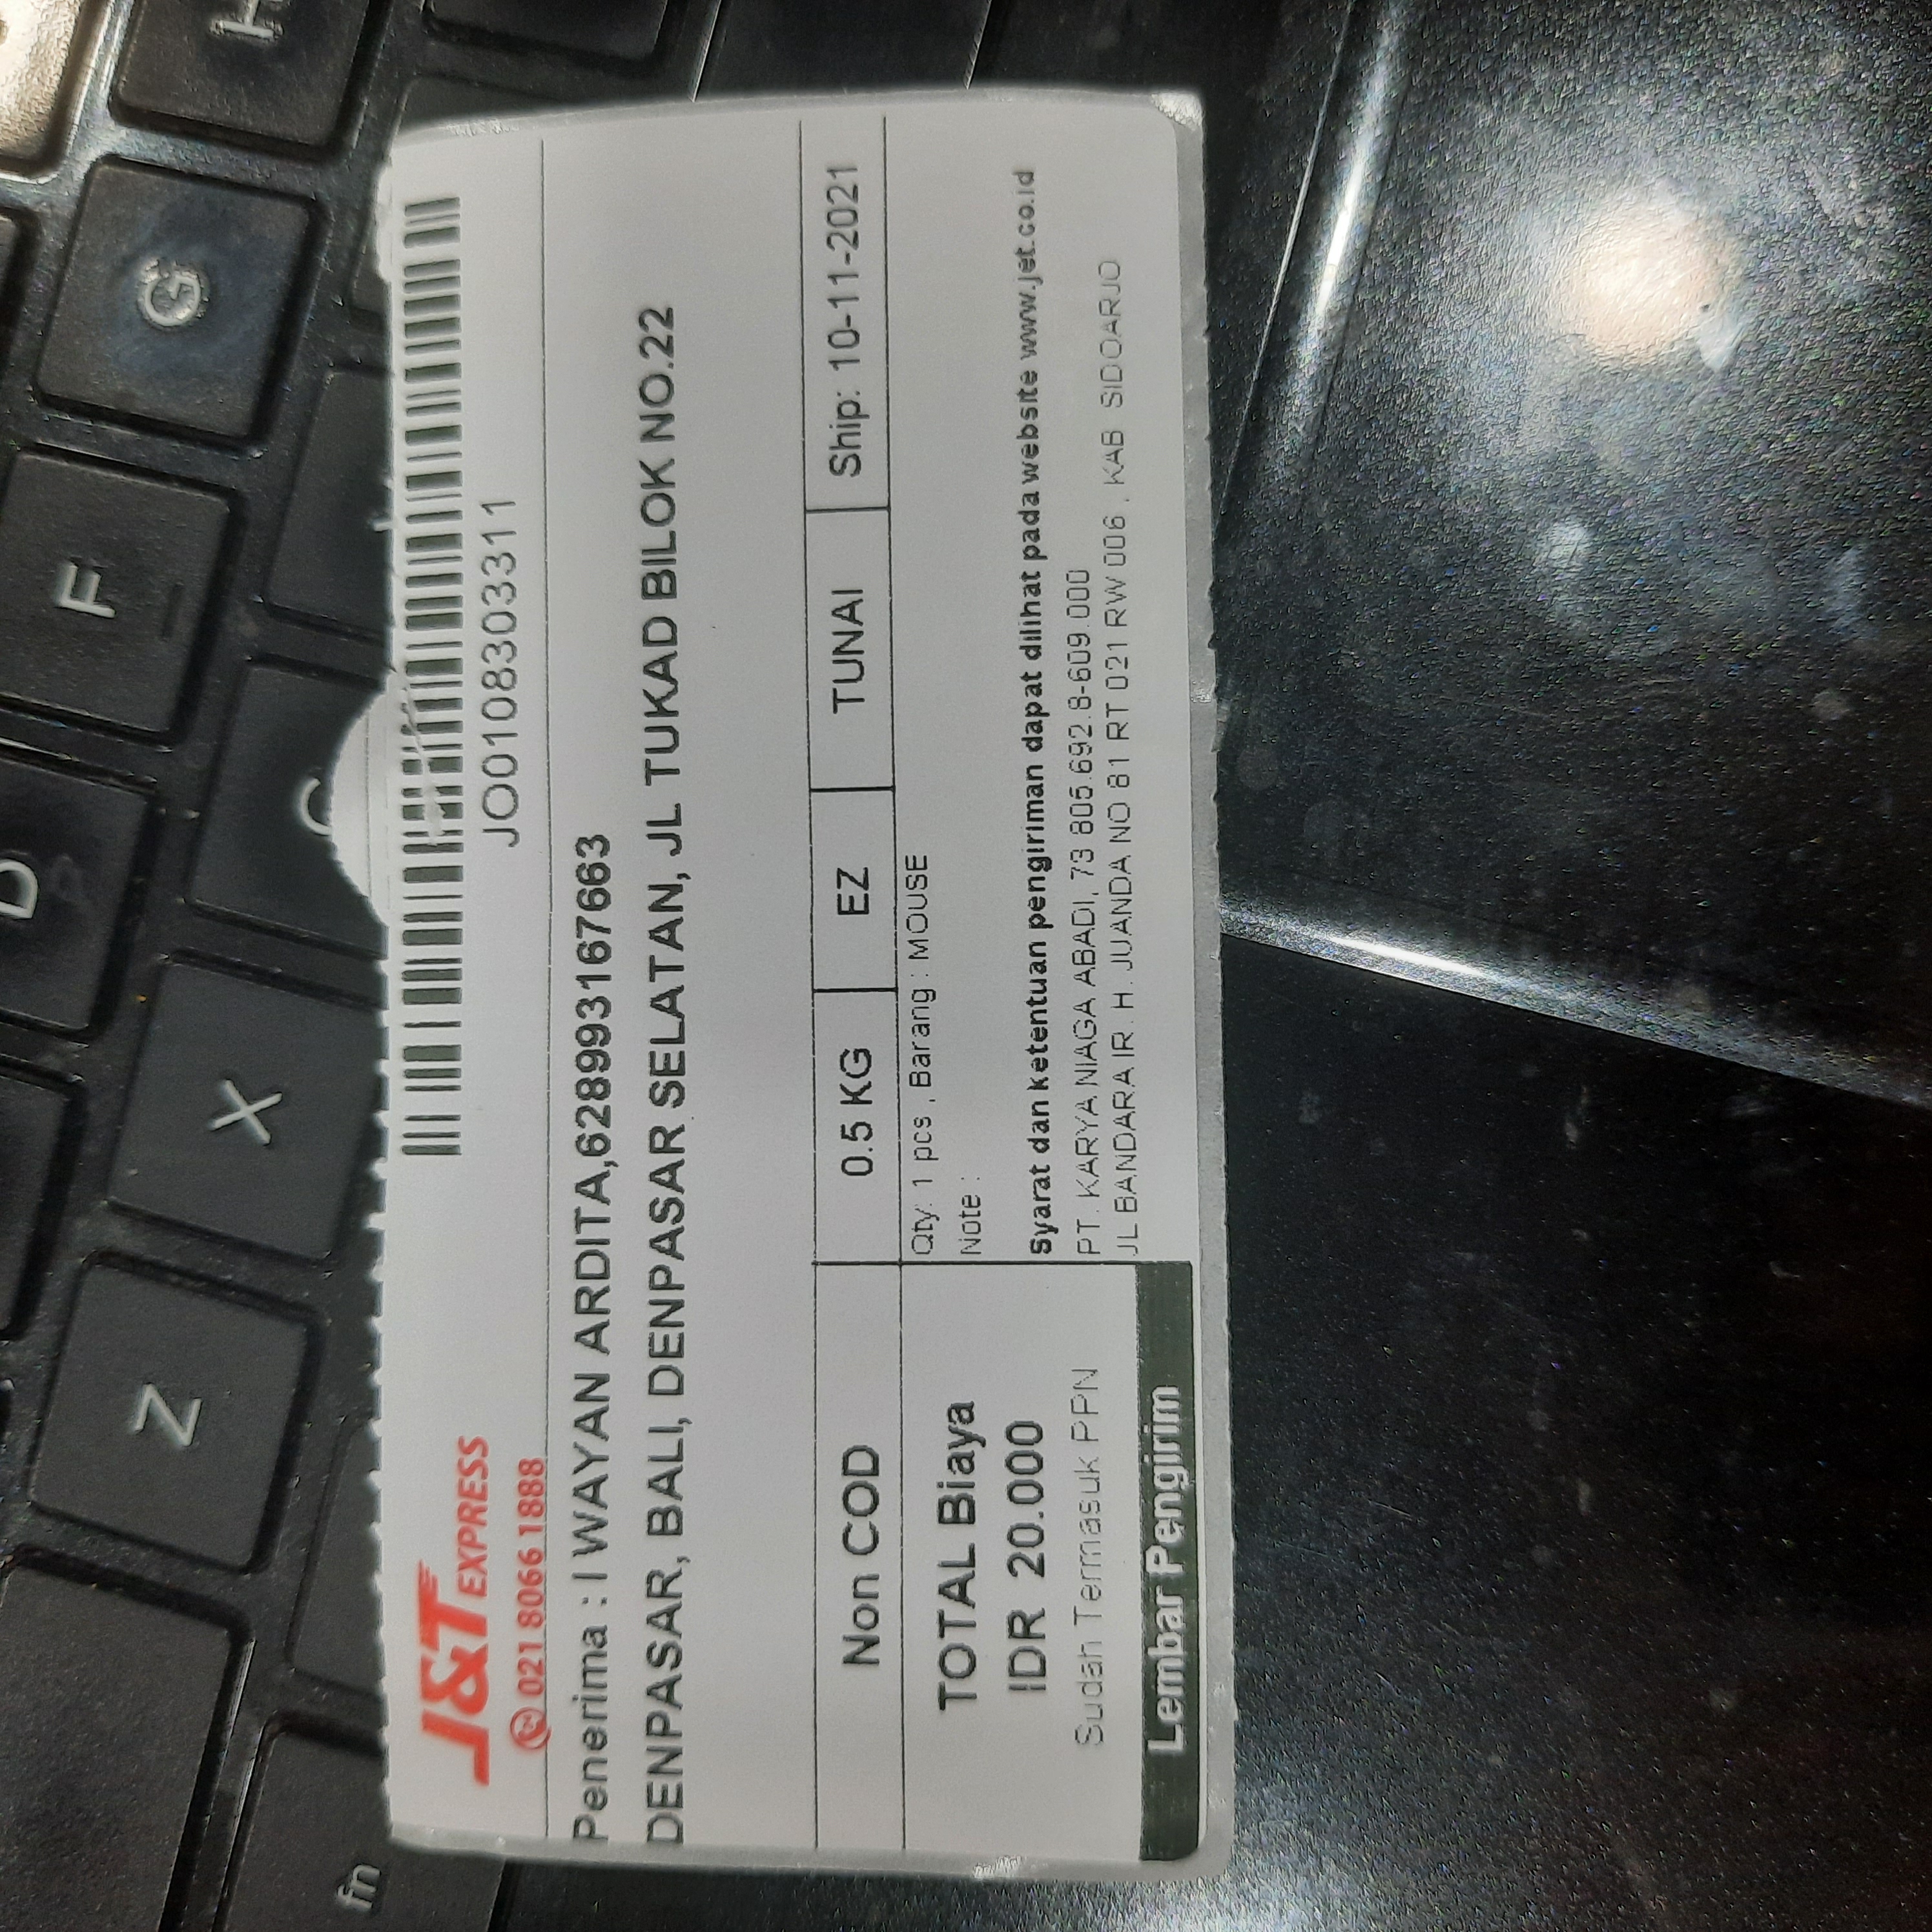 D
F
G
H
Z
X
C
fn
J&T EXPRESS
021 8066 1888
JO0108303311
Penerima : I WAYAN ARDITA,628993167663
DENPASAR, BALI, DENPASAR SELATAN, JL TUKAD BILOK NO.22
Non COD
0.5 KG
EZ
TUNAI
Ship: 10-11-2021
TOTAL Biaya
IDR 20.000
Sudah Termasuk PPN
Lembar Pengirim
Qty: 1 pcs , Barang : MOUSE
Note :
Syarat dan ketentuan pengiriman dapat dilihat pada website www.jet.co.id
PT. KARYA NIAGA ABADI, 73.805.692.8-609.000
JL BANDARA IR. H. JUANDA NO 81 RT 021 RW 006 , KAB. SIDOARJO